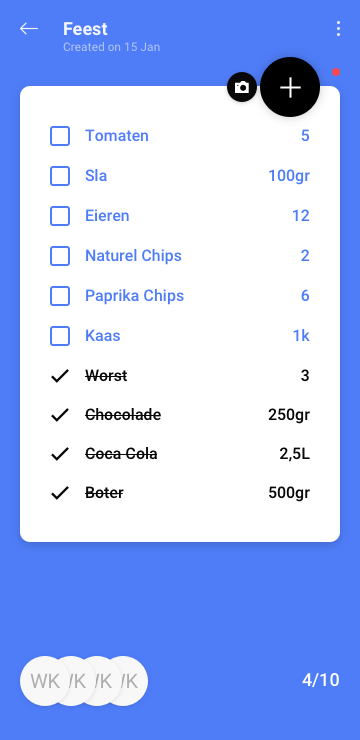 Feest
Created on 15 Jan
Tomaten 5
Sla 100gr
Eieren 12
Naturel Chips 2
Paprika Chips 6
Kaas 1k
Worst 3
Chocolade 250gr
Coca Cola 2,5L
Boter 500gr
WK /K /K /K 4/10